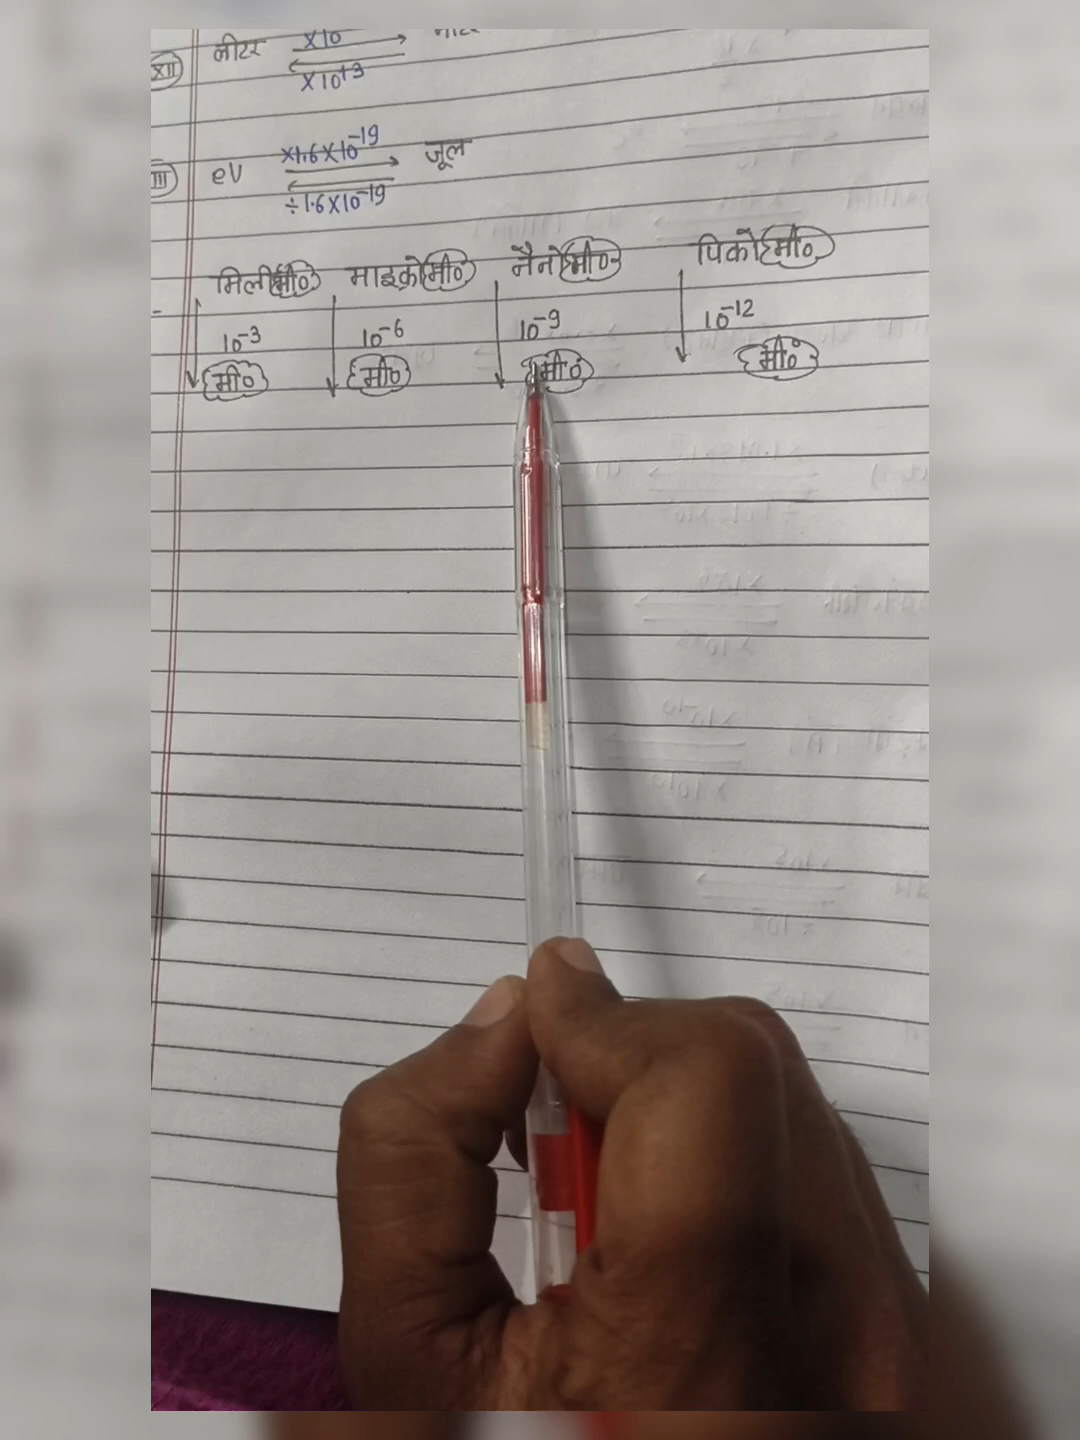 XII लीटर ×10
×10+3
III eV ×1.6×10-19 जूल
÷1.6×10-19
मिलीमी० माइक्रोमी० नैनोमी० पिकोमी०
10-3 10-6 10-9 10-12
मी० मी० मी० मी०